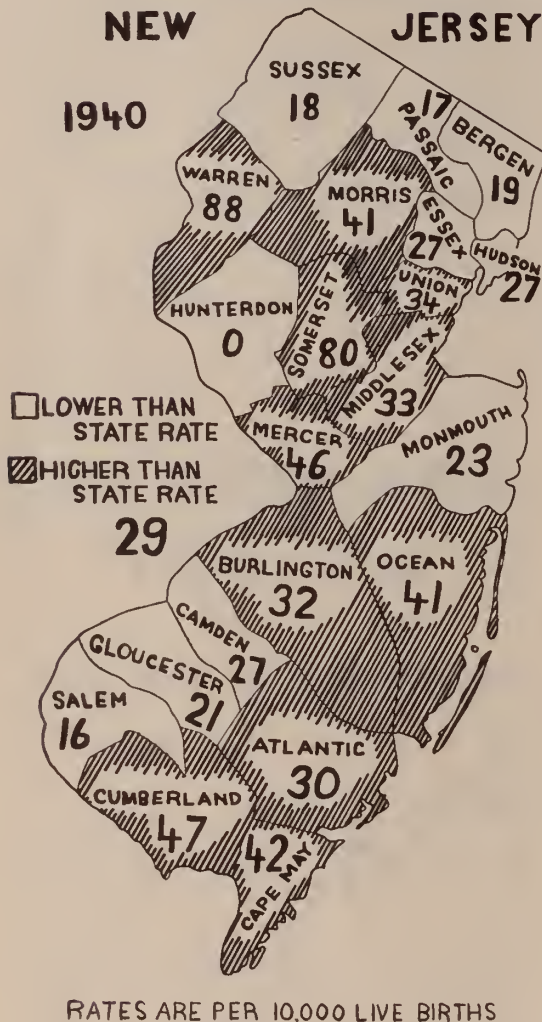 NEW JERSEY
1940
SUSSEX
18
17
PASSAIC
BERGEN
19
WARREN
88
MORRIS
41
ESSEX
27
HUDSON
27
UNION
34
HUNTERDON
0
SOMERSET
80
MIDDLESEX
33
MERCER
46
MONMOUTH
23
LOWER THAN
STATE RATE
HIGHER THAN
STATE RATE
29
BURLINGTON
32
OCEAN
41
CAMDEN
27
GLOUCESTER
21
SALEM
16
ATLANTIC
30
CUMBERLAND
47
42
CAPE MAY
RATES ARE PER 10,000 LIVE BIRTHS